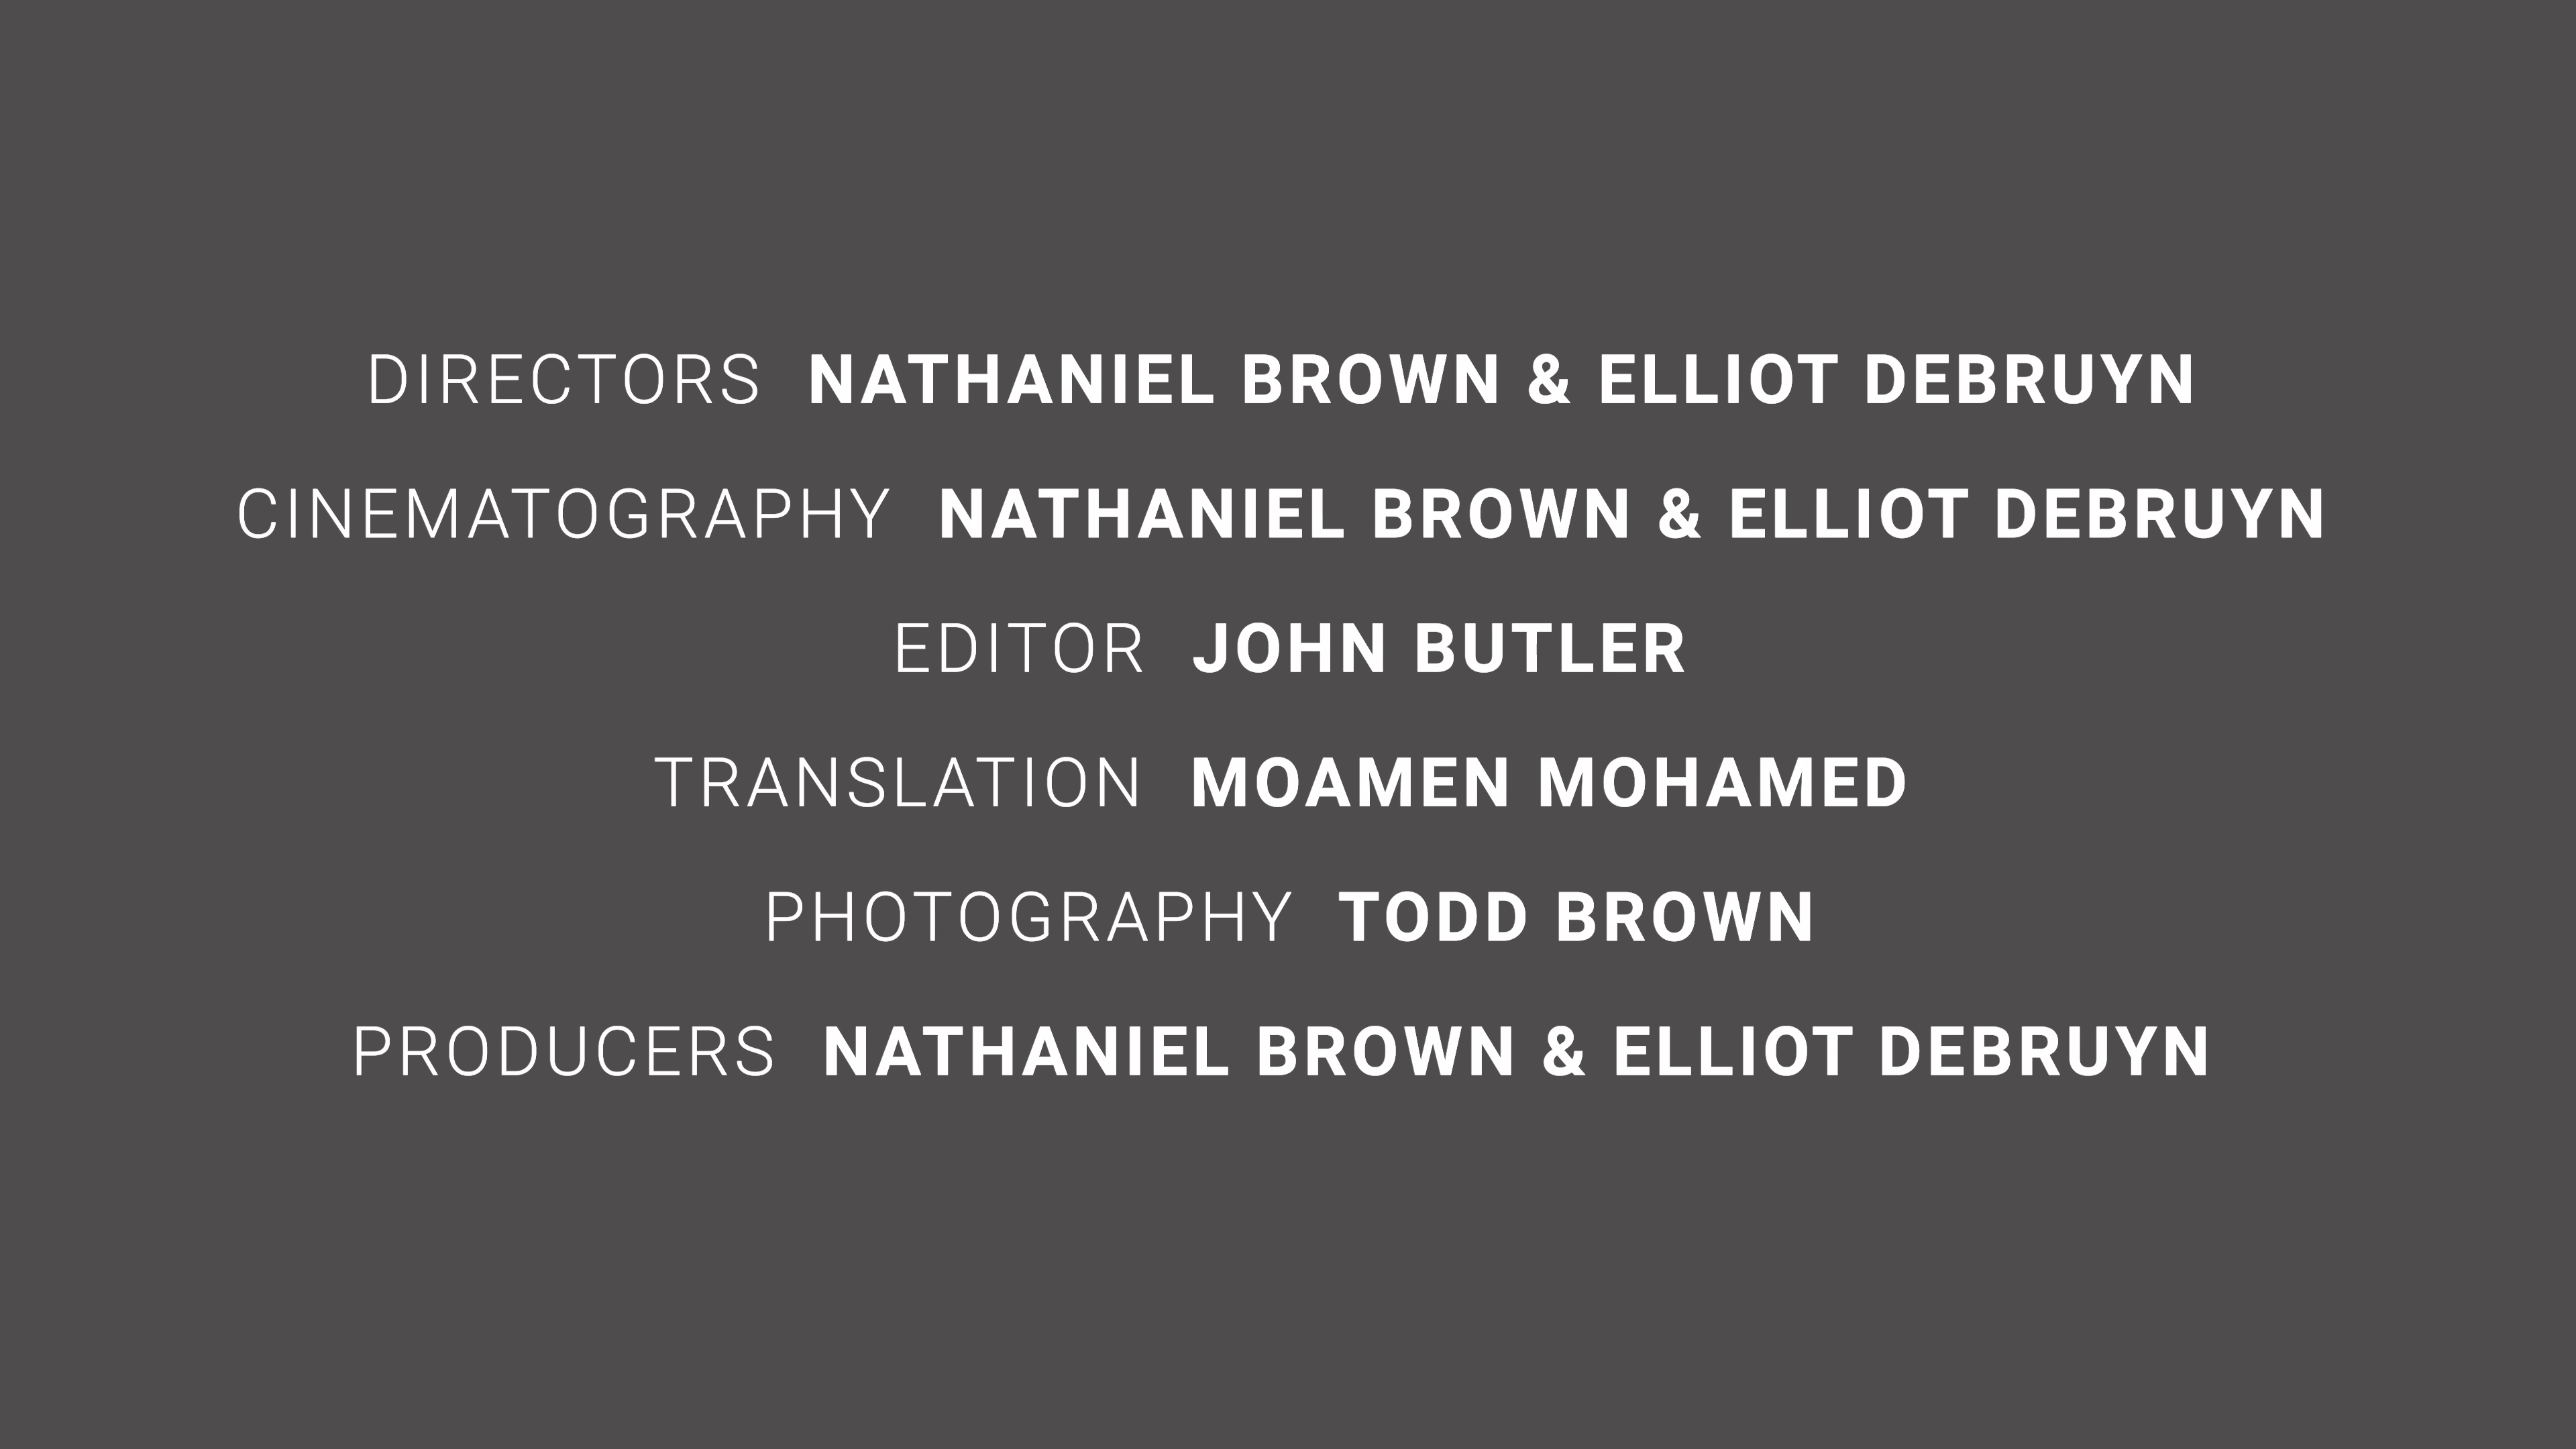 DIRECTORS NATHANIEL BROWN & ELLIOT DEBRUYN
CINEMATOGRAPHY NATHANIEL BROWN & ELLIOT DEBRUYN
EDITOR JOHN BUTLER
TRANSLATION MOAMEN MOHAMED
PHOTOGRAPHY TODD BROWN
PRODUCERS NATHANIEL BROWN & ELLIOT DEBRUYN